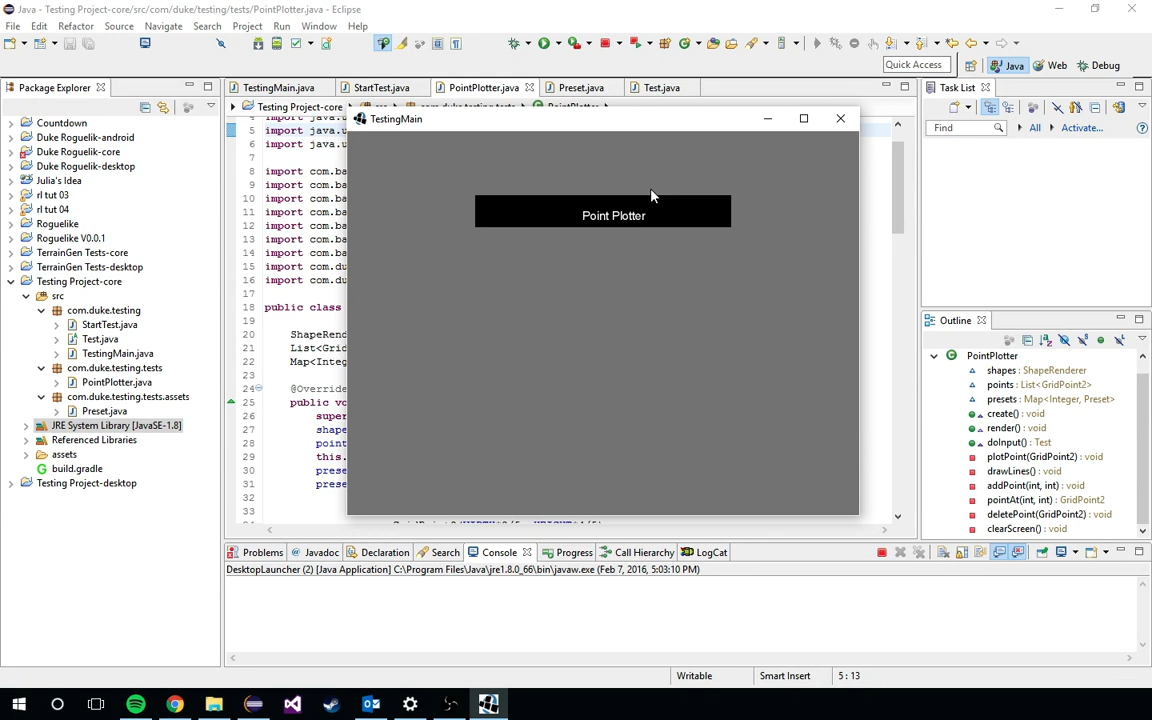 Java - Testing Project-core/src/com/duke/testing/tests/PointPlotter.java - Eclipse
File Edit Refactor Source Navigate Search Project Run Window Help
Quick Access
Java
Web
Debug
Package Explorer
Countdown
Duke Roguelik-android
Duke Roguelik-core
Duke Roguelik-desktop
Julia's Idea
rl tut 03
rl tut 04
Roguelike
Roguelike V0.0.1
TerrainGen Tests-core
TerrainGen Tests-desktop
Testing Project-core
src
com.duke.testing
StartTest.java
Test.java
TestingMain.java
com.duke.testing.tests
PointPlotter.java
com.duke.testing.tests.assets
Preset.java
JRE System Library [JavaSE-1.8]
Referenced Libraries
assets
build.gradle
Testing Project-desktop
TestingMain.java StartTest.java PointPlotter.java Preset.java Test.java
Testing Project-core
5 import java.u
6 import java.u
7
8 import com.ba
9 import com.ba
10 import com.ba
11 import com.ba
12 import com.ba
13 import com.ba
14 import com.ba
15 import com.du
16 import com.du
17
18 public class
19
20 ShapeRend
21 List<Grid
22 Map<Integ
23
24 @Override
25 public vo
26 super
27 shape
28 point
29 this.
30 prese
31 prese
32
33
TestingMain
Point Plotter
Task List
Find
All
Activate...
Outline
PointPlotter
shapes : ShapeRenderer
points : List<GridPoint2>
presets : Map<Integer, Preset>
create() : void
render() : void
doInput() : Test
plotPoint(GridPoint2) : void
drawLines() : void
addPoint(int, int) : void
pointAt(int, int) : GridPoint2
deletePoint(GridPoint2) : void
clearScreen() : void
Problems Javadoc Declaration Search Console Progress Call Hierarchy LogCat
DesktopLauncher (2) [Java Application] C:\Program Files\Java\jre1.8.0_66\bin\javaw.exe (Feb 7, 2016, 5:03:10 PM)
Writable Smart Insert 5 : 13